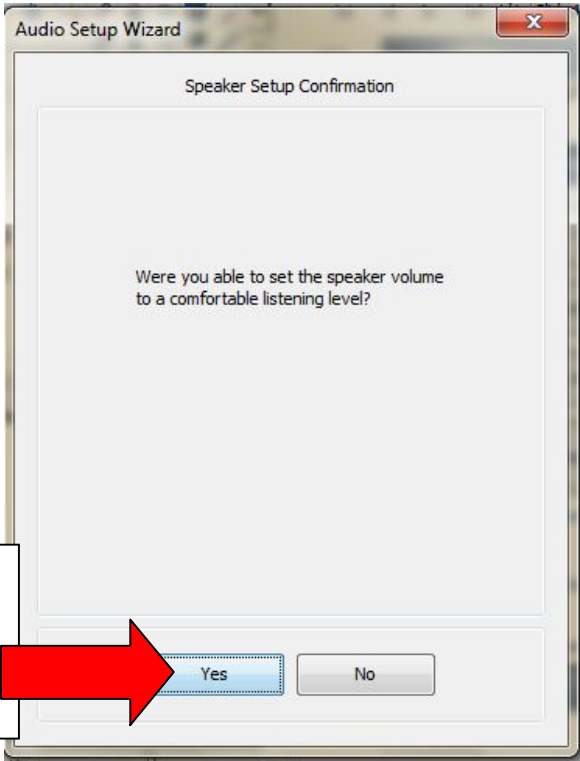 Audio Setup Wizard
Speaker Setup Confirmation
Were you able to set the speaker volume
to a comfortable listening level?
Yes No